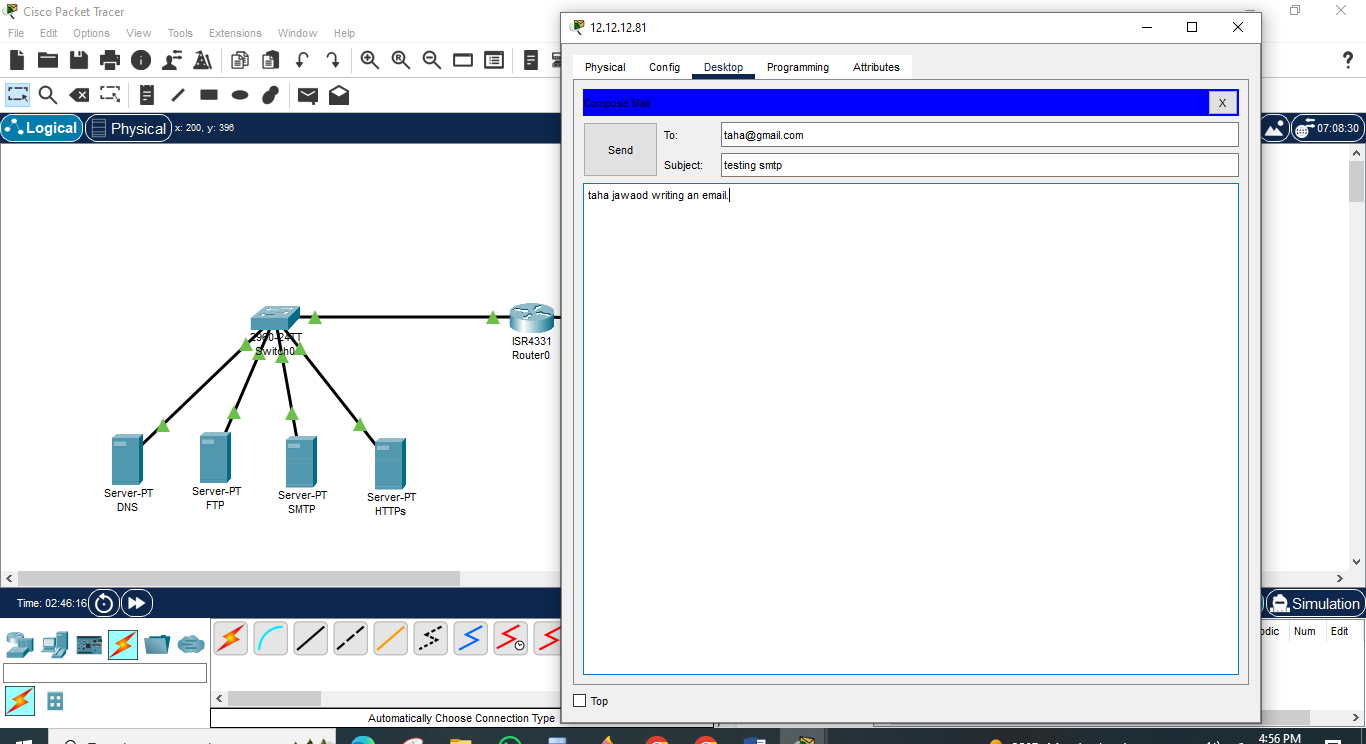 Cisco Packet Tracer
File Edit Options View Tools Extensions Window Help
Logical Physical x: 200, y: 396
07:08:30
12.12.12.81
Physical Config Desktop Programming Attributes
Compose Mail X
Send
To: taha@gmail.com
Subject: testing smtp
taha jawaod writing an email.
Top
2960-24TT
Switch0
ISR4331
Router0
Server-PT
DNS
Server-PT
FTP
Server-PT
SMTP
Server-PT
HTTPs
Time: 02:46:16
Simulation
Num Edit
Automatically Choose Connection Type
4:56 PM